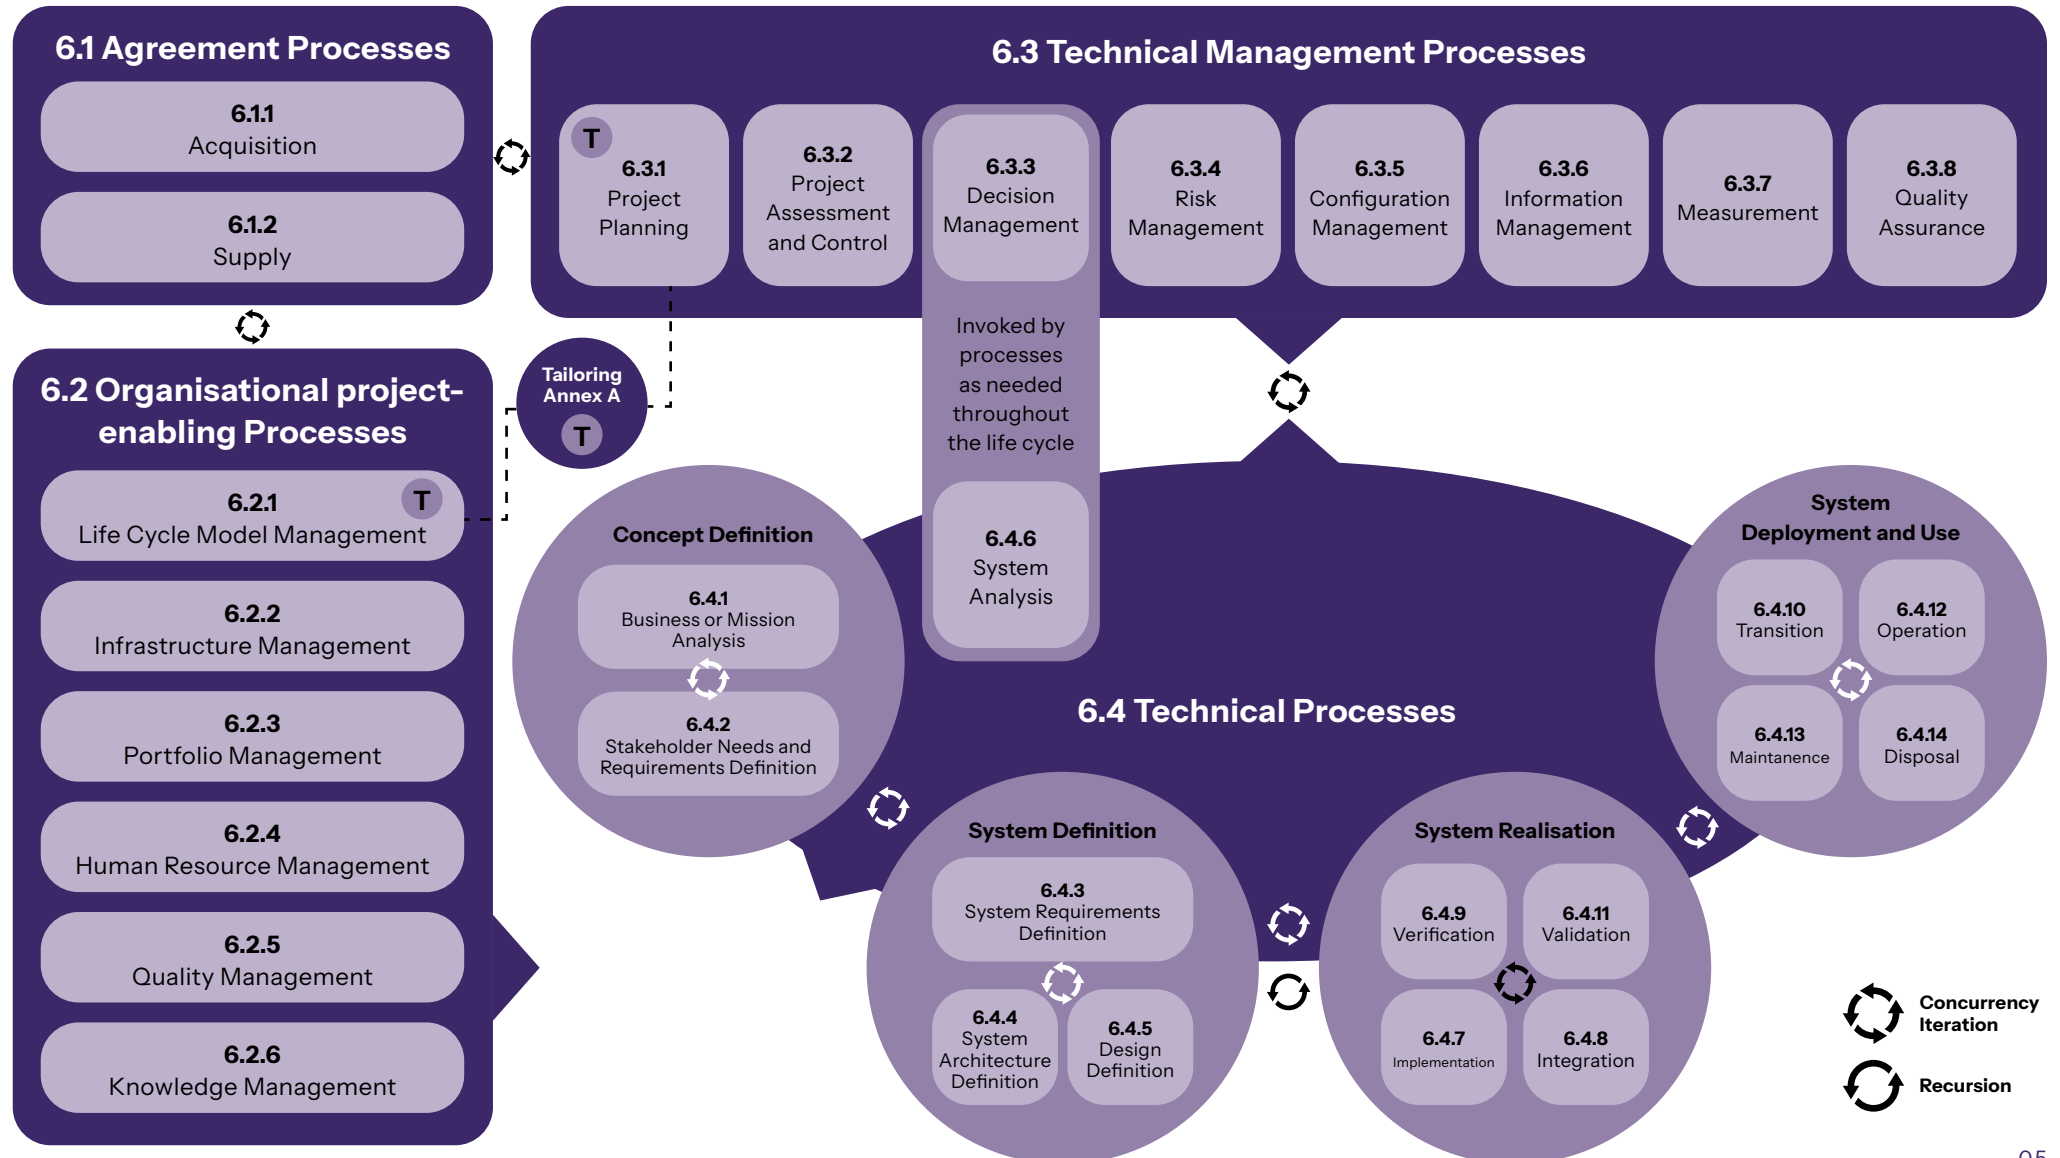 6.1 Agreement Processes
6.1.1
Acquisition
6.1.2
Supply
6.2 Organisational project-
enabling Processes
6.2.1
T
Life Cycle Model Management
6.2.2
Infrastructure Management
6.2.3
Portfolio Management
6.2.4
Human Resource Management
6.2.5
Quality Management
6.2.6
Knowledge Management
6.3 Technical Management Processes
T
6.3.1
Project
Planning
6.3.2
Project
Assessment
and Control
6.3.3
Decision
Management
6.3.4
Risk
Management
6.3.5
Configuration
Management
6.3.6
Information
Management
6.3.7
Measurement
6.3.8
Quality
Assurance
Tailoring
Annex A
T
Invoked by
processes
as needed
throughout
the life cycle
6.4.6
System
Analysis
6.4 Technical Processes
Concept Definition
6.4.1
Business or Mission
Analysis
6.4.2
Stakeholder Needs and
Requirements Definition
System Definition
6.4.3
System Requirements
Definition
6.4.4
System
Architecture
Definition
6.4.5
Design
Definition
System Realisation
6.4.9
Verification
6.4.11
Validation
6.4.7
Implementation
6.4.8
Integration
System
Deployment and Use
6.4.10
Transition
6.4.12
Operation
6.4.13
Maintanence
6.4.14
Disposal
Concurrency
Iteration
Recursion
05